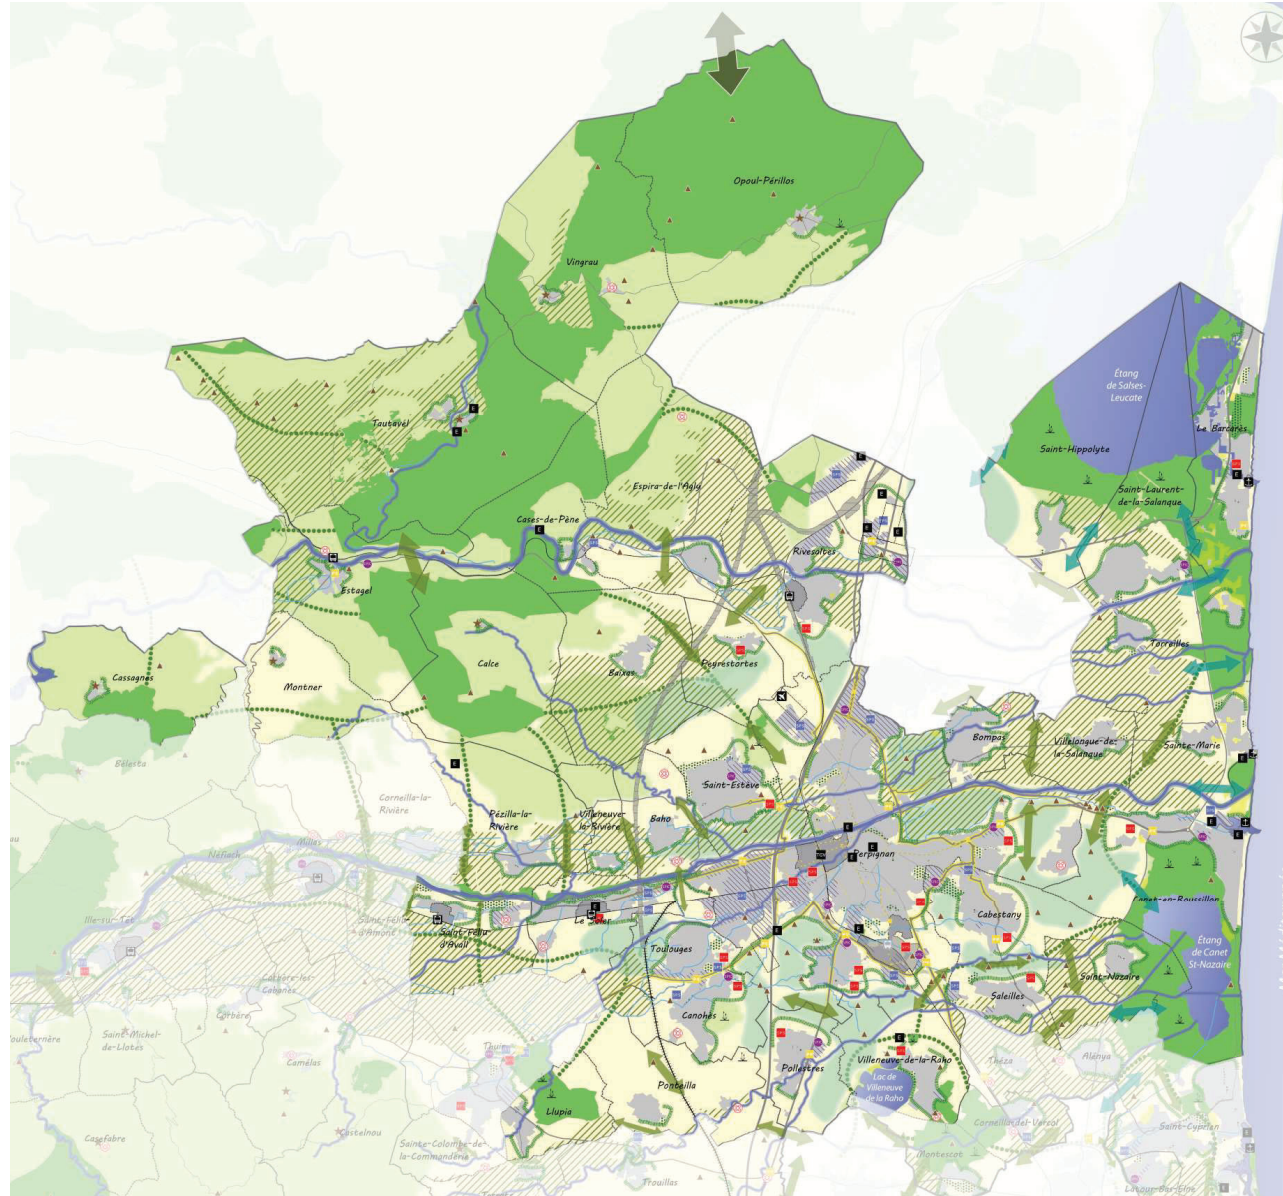 Opoul-Périllos
Vingrau
Tautavel
Étang
de Salses-
Leucate
Le Barcarès
Saint-Hippolyte
Saint-Laurent-
de-la-Salanque
Espira-de-l'Agly
Cases-de-Pène
Rivesaltes
Estagel
Torreilles
Calce
Baixas
Peyrestortes
Cassagnes
Montner
Bompas
Villelongue-de-
la-Salanque
Sainte-Marie
Bélesta
Corneilla-la-
Rivière
Saint-Estève
Pézilla-la-
Rivière
Villeneuve-
la-Rivière
Baho
Perpignan
Néfiach
Millas
Ille-sur-Têt
Saint-Féliu
d'Amont
Saint-Féliu
d'Avall
Le Soler
Cabestany
Canet-en-Roussillon
Toulouges
Étang
de Canet
St-Nazaire
Saint-Nazaire
Corbère-les-
Cabanes
Corbère
Saleilles
Canohès
Saint-Michel-
de-Llotes
Camélas
Thuir
Pollestres
Villeneuve-de-la-Raho
Théza
Alénya
Lac de
Villeneuve
de la Raho
Ponteilla
Llupia
Casefabre
Castelnou
Sainte-Colombe-de-
la-Commanderie
Corneilla-del-Vercol
Saint-Cyprien
Montescot
Trouillas
Latour-Bas-Elne